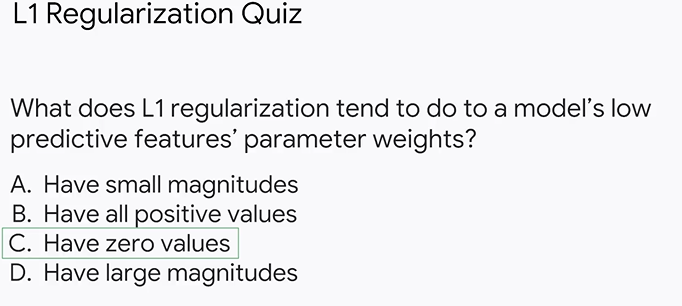 L1 Regularization Quiz
What does L1 regularization tend to do to a model's low
predictive features' parameter weights?
A. Have small magnitudes
B. Have all positive values
C. Have zero values
D. Have large magnitudes